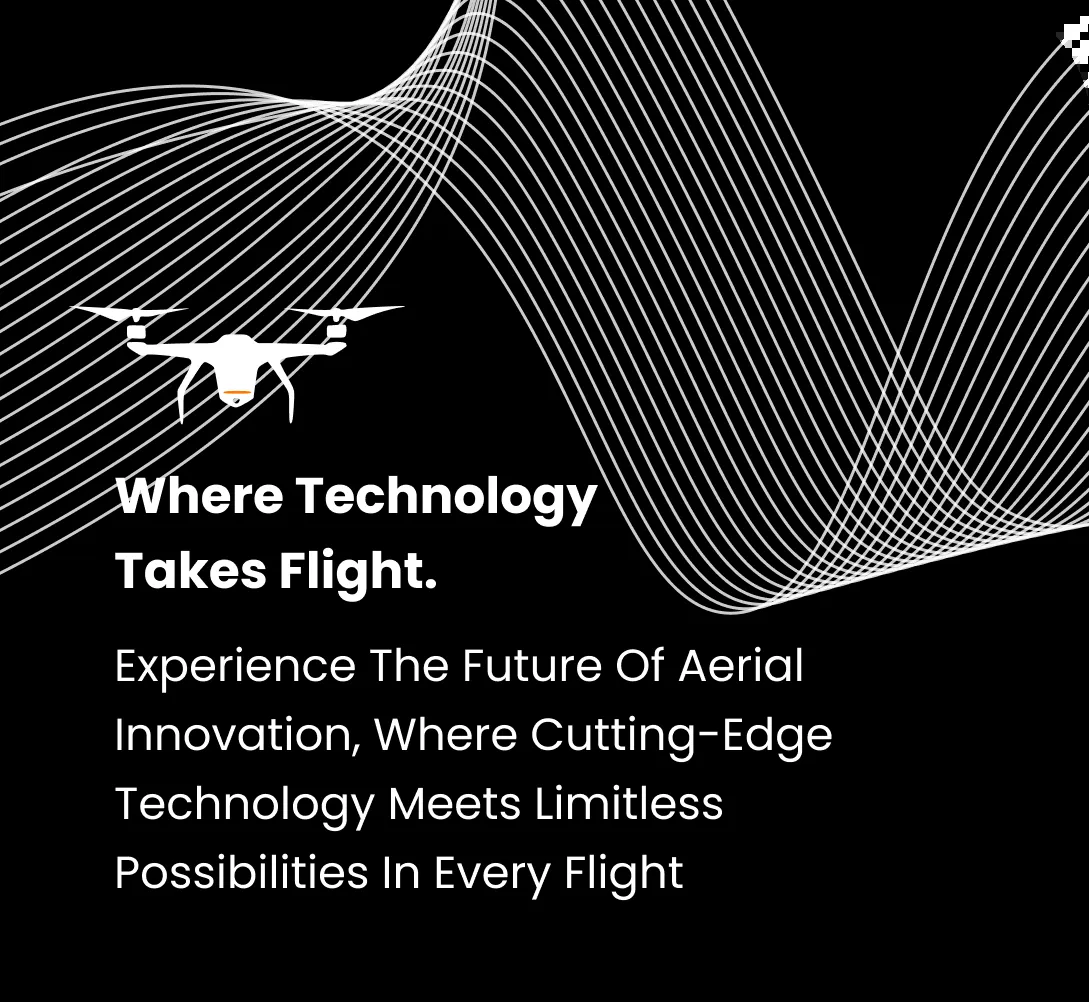 Where Technology
Takes Flight.
Experience The Future Of Aerial
Innovation, Where Cutting-Edge
Technology Meets Limitless
Possibilities In Every Flight